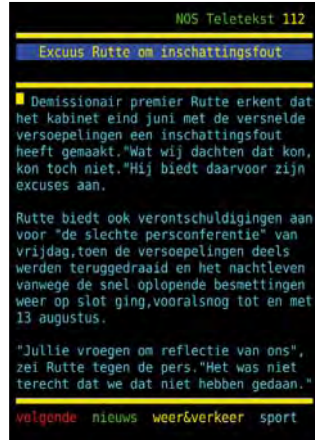 NOS Teletekst 112
Excuus Rutte om inschattingsfout
Demissionair premier Rutte erkent dat
het kabinet eind juni met de versnelde
versoepelingen een inschattingsfout
heeft gemaakt."Wat wij dachten dat kon,
kon toch niet."Hij biedt daarvoor zijn
excuses aan.
Rutte biedt ook verontschuldigingen aan
voor "de slechte persconferentie" van
vrijdag,toen de versoepelingen deels
werden teruggedraaid en het nachtleven
vanwege de snel oplopende besmettingen
weer op slot ging,vooralsnog tot en met
13 augustus.
"Jullie vroegen om reflectie van ons",
zei Rutte tegen de pers."Het was niet
terecht dat we dat niet hebben gedaan."
volgende nieuws weer&verkeer sport